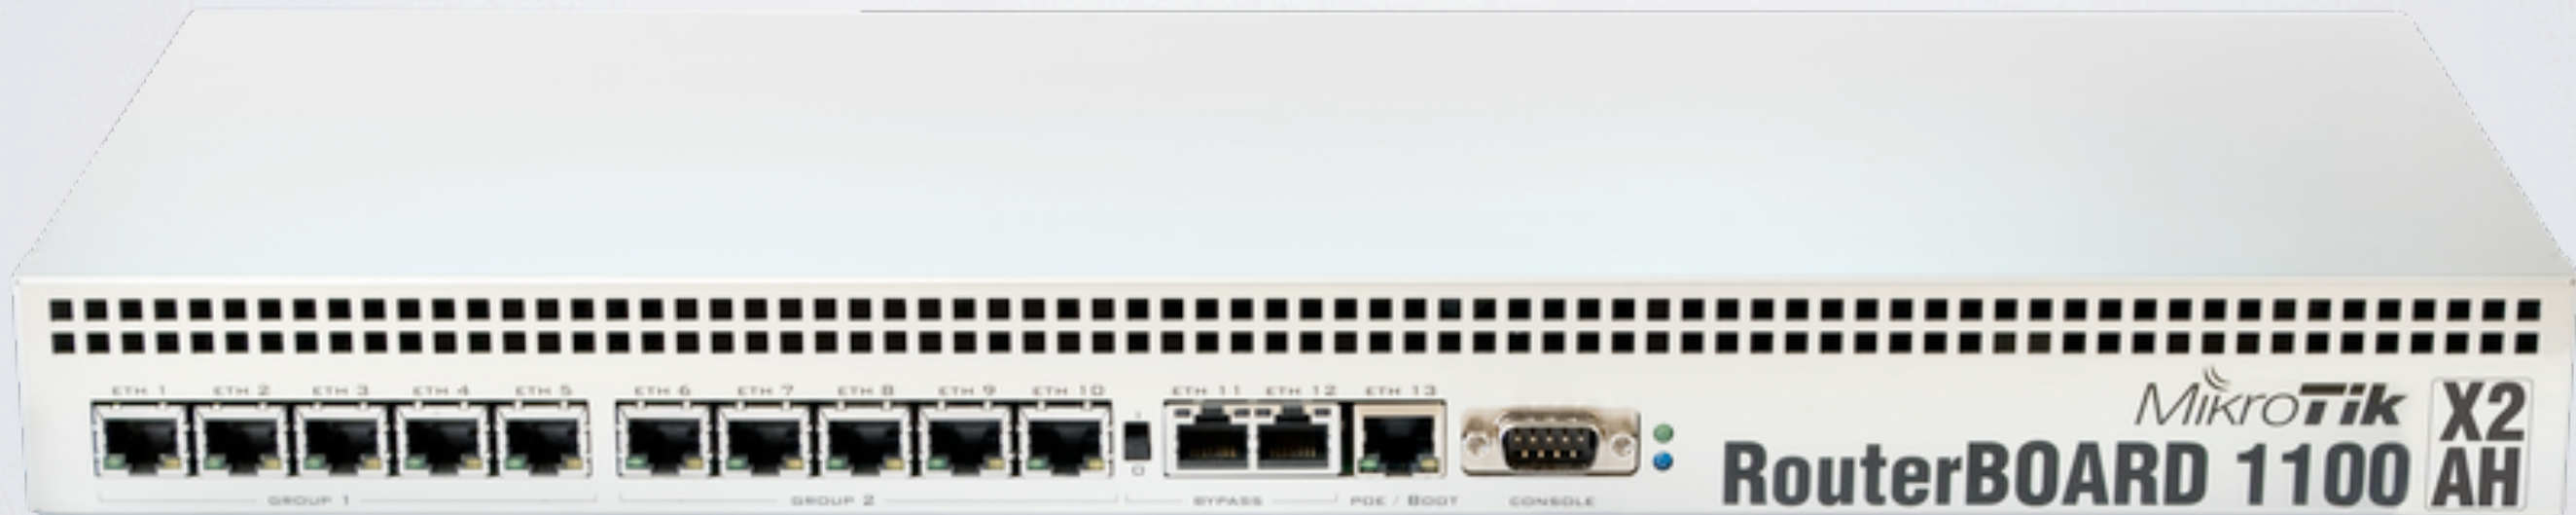 ETH 1 ETH 2 ETH 3 ETH 4 ETH 5 ETH 6 ETH 7 ETH 8 ETH 9 ETH 10 ETH 11 ETH 12 ETH 13
I
O
GROUP 1 GROUP 2 BYPASS POE / BOOT CONSOLE
MikroTik
RouterBOARD 1100
X2
AH